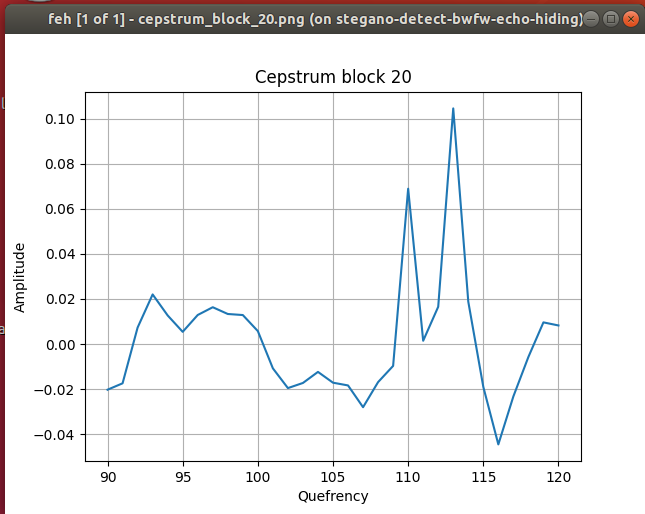 feh [1 of 1] - cepstrum_block_20.png (on stegano-detect-bwfw-echo-hiding)
Cepstrum block 20
0.10
0.08
0.06
0.04
0.02
0.00
−0.02
−0.04
Amplitude
90 95 100 105 110 115 120
Quefrency